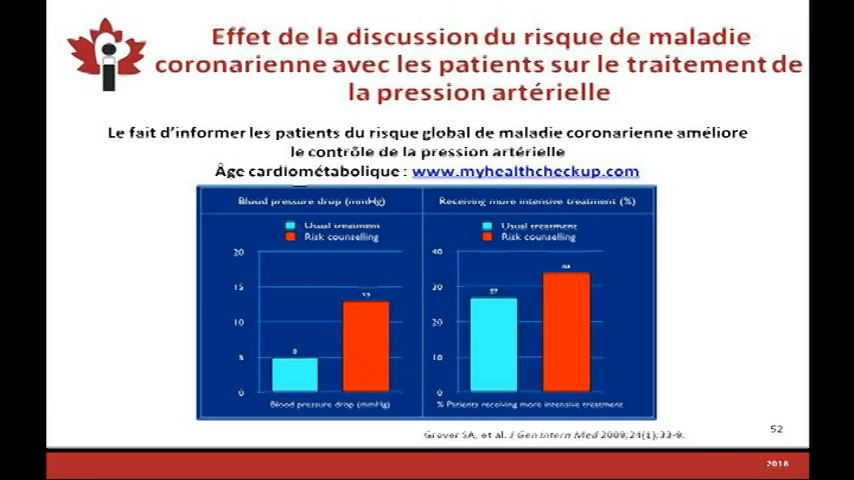 Effet de la discussion du risque de maladie
coronarienne avec les patients sur le traitement de
la pression artérielle
Le fait d'informer les patients du risque global de maladie coronarienne améliore
le contrôle de la pression artérielle
Âge cardiométabolique : www.myhealthcheckup.com
Blood pressure drop (mmHg)
Usual treatment
Risk counselling
20
15
10
5
0
13
Blood pressure drop (mmHg)
Receiving more intensive treatment (%)
Usual treatment
Risk counselling
40
30
20
10
0
27
% Patients receiving more intensive treatment
Grover SA, et al. J Gen Intern Med 2009;24(1);33-9.
52
2018